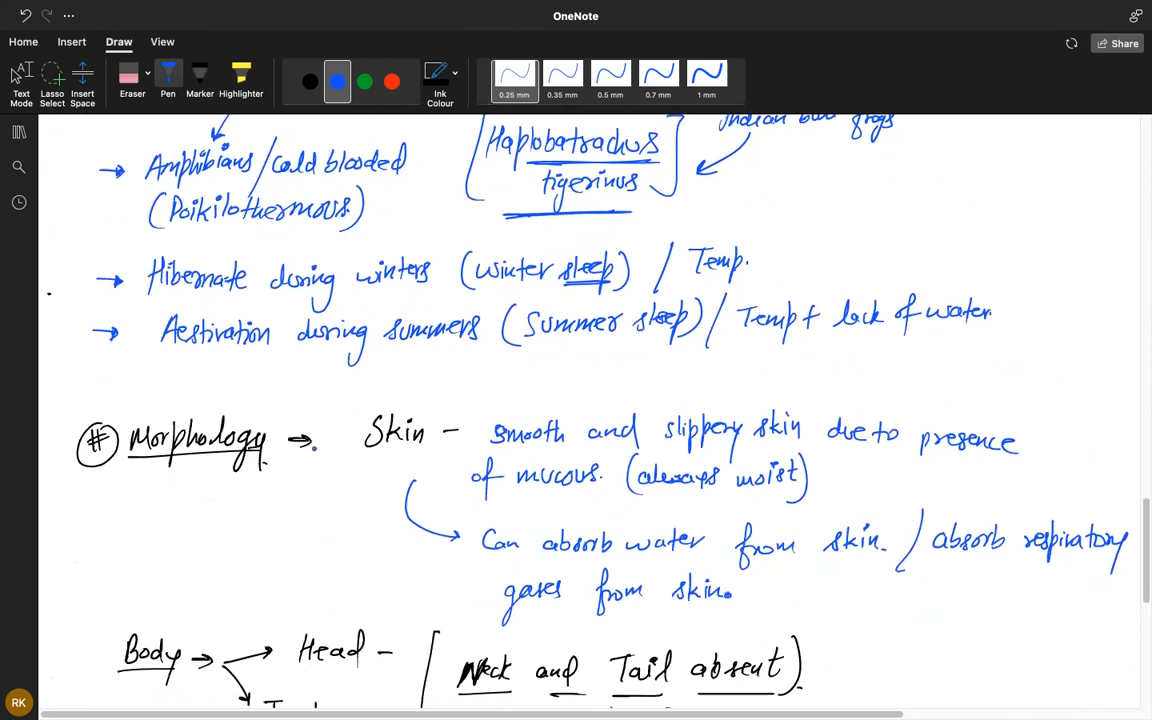 OneNote
Home Insert Draw View
Share
Text Mode
Lasso Select
Insert Space
Eraser
Pen
Marker
Highlighter
Ink Colour
0.25 mm
0.35 mm
0.5 mm
0.7 mm
1 mm
Indian bull frogs
Amphibians/Cold blooded
(Poikilothermous)
[Haplobatrachus
tigerinus]
→ Hibernate during winters (winter sleep) / Temp.
→ Aestivation during summers (Summer sleep) / Temp + lack of water
# Morphology → Skin - Smooth and slippery skin due to presence
of mucous. (always moist)
Can absorb water from skin. / absorb respiratory
gases from skin.
Body → Head - [Neck and Tail absent).
RK